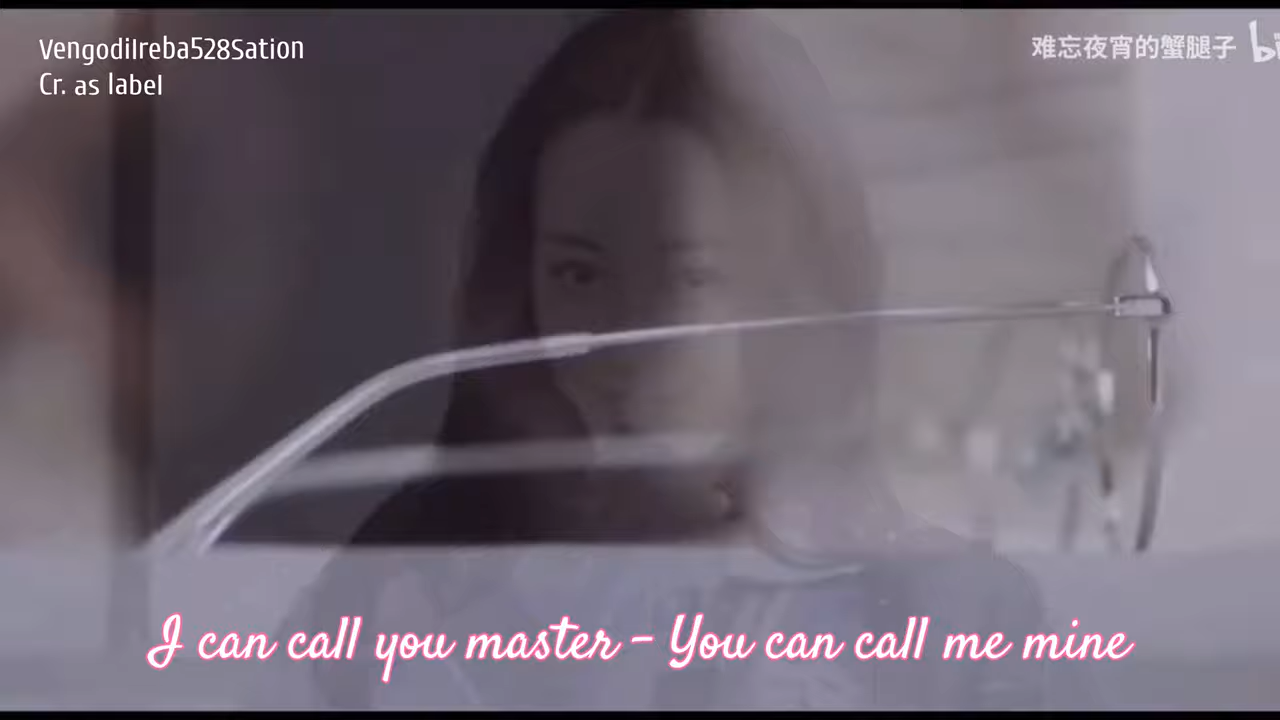 VengodiIreba528Sation
Cr. as label
难忘夜宵的蟹腿子
I can call you master - You can call me mine